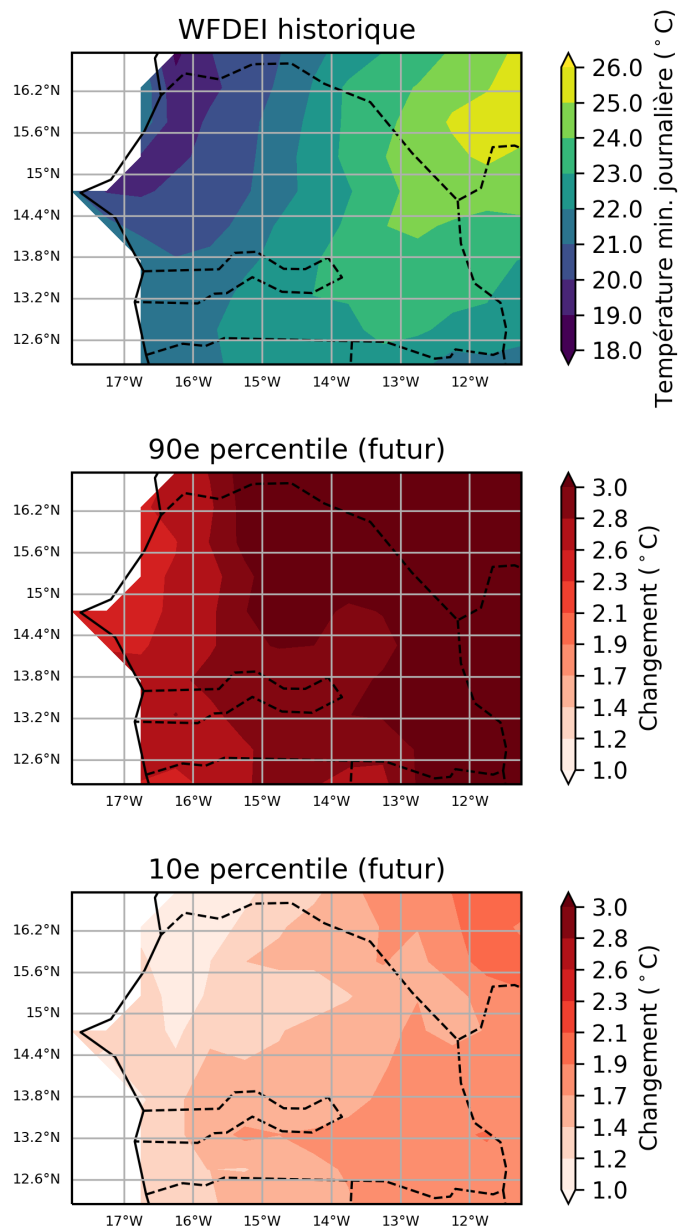 WFDEI historique
16.2°N
15.6°N
15°N
14.4°N
13.8°N
13.2°N
12.6°N
17°W 16°W 15°W 14°W 13°W 12°W
26.0
25.0
24.0
23.0
22.0
21.0
20.0
19.0
18.0
Température min. journalière (°C)
90e percentile (futur)
16.2°N
15.6°N
15°N
14.4°N
13.8°N
13.2°N
12.6°N
17°W 16°W 15°W 14°W 13°W 12°W
3.0
2.8
2.6
2.3
2.1
1.9
1.7
1.4
1.2
1.0
Changement (°C)
10e percentile (futur)
16.2°N
15.6°N
15°N
14.4°N
13.8°N
13.2°N
12.6°N
17°W 16°W 15°W 14°W 13°W 12°W
3.0
2.8
2.6
2.3
2.1
1.9
1.7
1.4
1.2
1.0
Changement (°C)